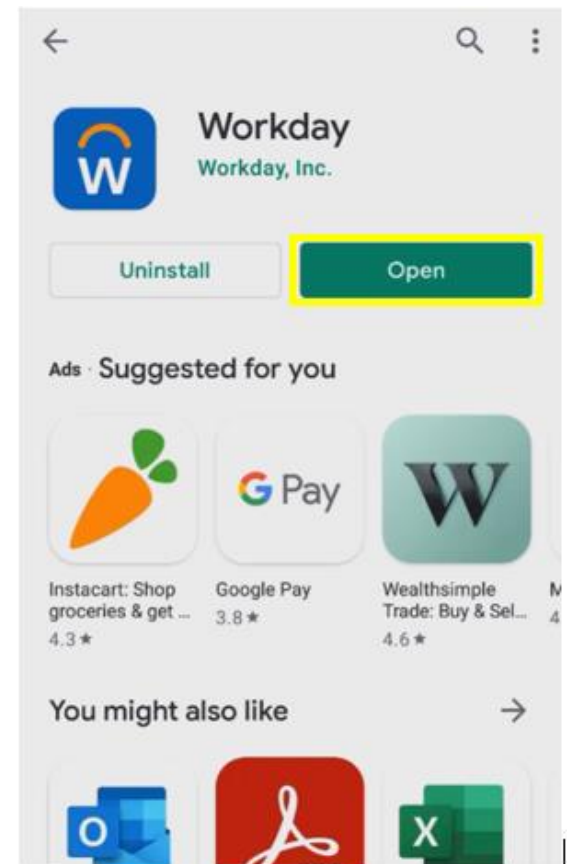 W
Workday
Workday, Inc.
Uninstall
Open
Ads · Suggested for you
G Pay
W
Instacart: Shop
groceries & get ...
4.3 ★
Google Pay
3.8 ★
Wealthsimple
Trade: Buy & Sel...
4.6 ★
M
4
You might also like
O
X